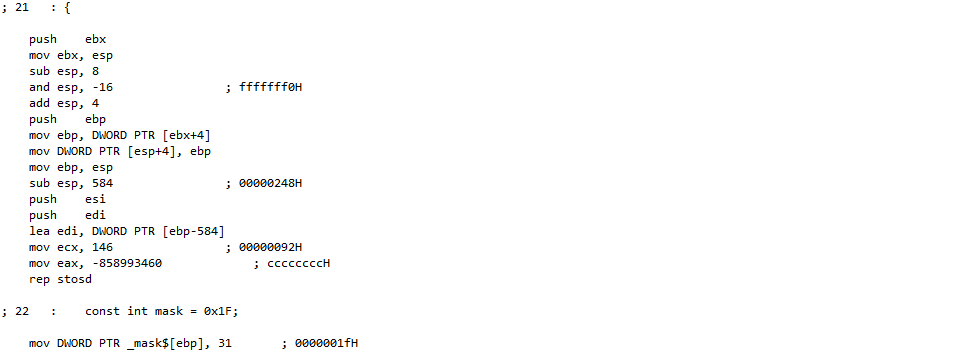 ; 21   : {
push    ebx
mov ebx, esp
sub esp, 8
and esp, -16                ; fffffff0H
add esp, 4
push    ebp
mov ebp, DWORD PTR [ebx+4]
mov DWORD PTR [esp+4], ebp
mov ebp, esp
sub esp, 584                ; 00000248H
push    esi
push    edi
lea edi, DWORD PTR [ebp-584]
mov ecx, 146                ; 00000092H
mov eax, -858993460             ; ccccccccH
rep stosd
; 22   :    const int mask = 0x1F;
mov DWORD PTR _mask$[ebp], 31       ; 0000001fH